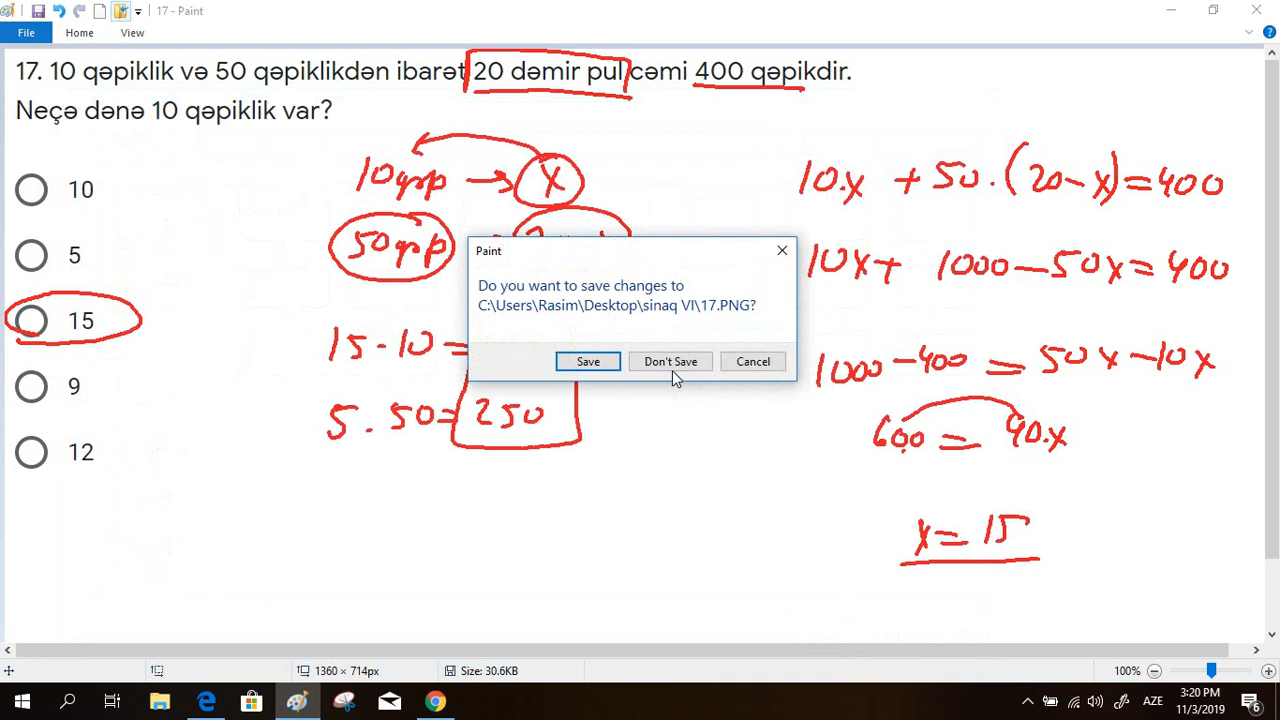 17 - Paint
File Home View
17. 10 qəpiklik və 50 qəpiklikdən ibarət 20 dəmir pul cəmi 400 qəpikdir.
Neçə dənə 10 qəpiklik var?
10
5
15
9
12
10qəp → x
50qəp
15 · 10 =
5 · 50 = 250
10·x + 50·(20-x)=400
10x+ 1000-50x=400
1000 - 400 = 50x-10x
600 = 40·x
x = 15
Paint
Do you want to save changes to
C:\Users\Rasim\Desktop\sinaq VI\17.PNG?
Save Don't Save Cancel
1360 × 714px Size: 30.6KB 100%
AZE 3:20 PM
11/3/2019 6